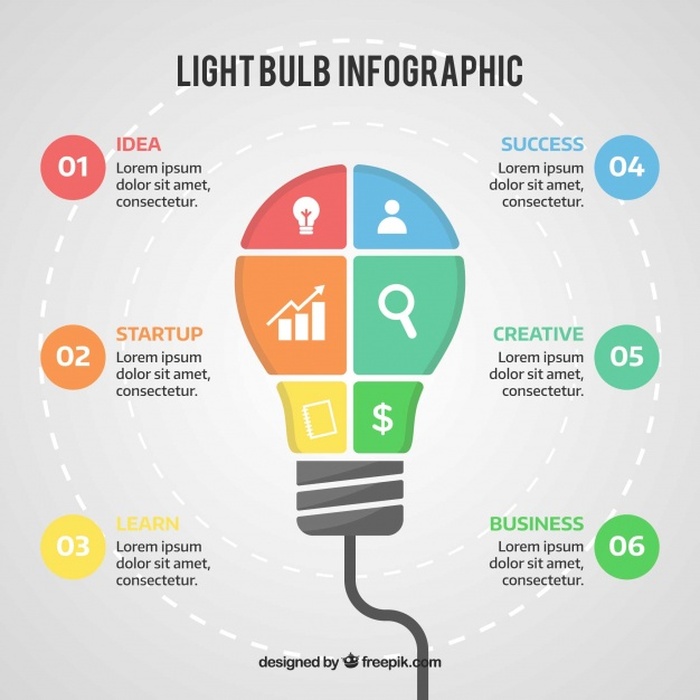 LIGHT BULB INFOGRAPHIC
01
IDEA
Lorem ipsum
dolor sit amet,
consectetur.
02
STARTUP
Lorem ipsum
dolor sit amet,
consectetur.
03
LEARN
Lorem ipsum
dolor sit amet,
consectetur.
$
SUCCESS
04
Lorem ipsum
dolor sit amet,
consectetur.
CREATIVE
05
Lorem ipsum
dolor sit amet,
consectetur.
BUSINESS
06
Lorem ipsum
dolor sit amet,
consectetur.
designed by freepik.com